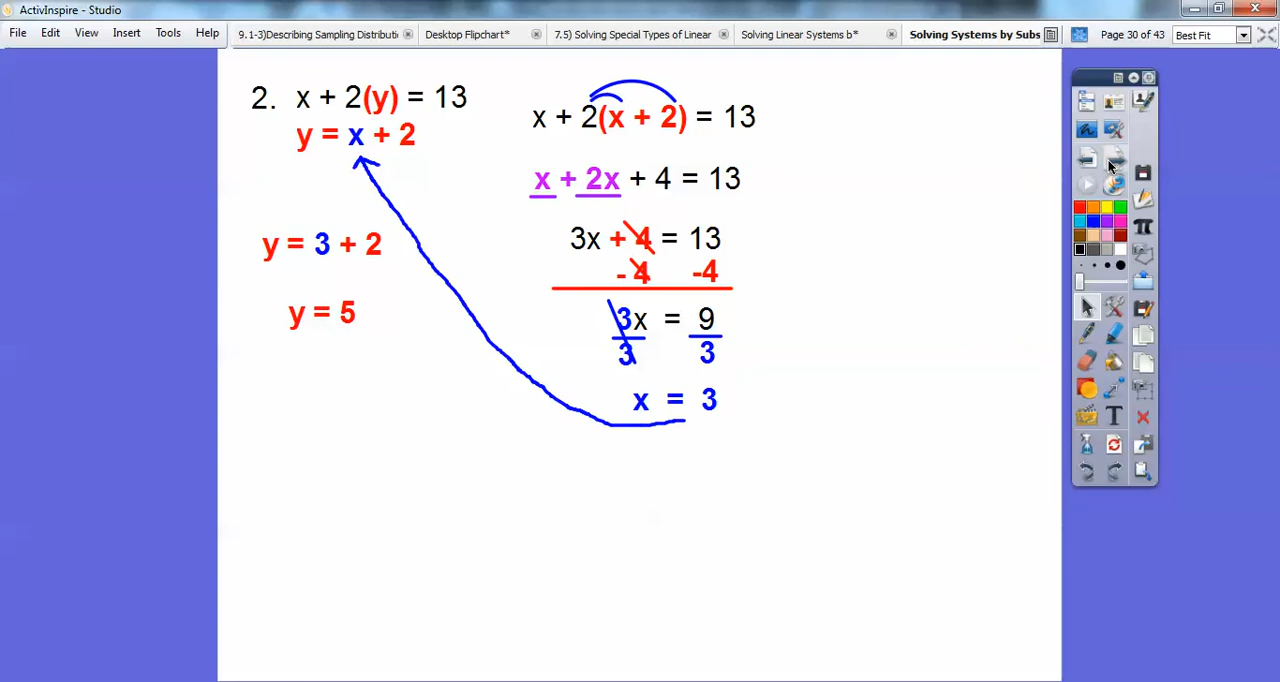 ActivInspire - Studio
File Edit View Insert Tools Help
9.1-3)Describing Sampling Distributi
Desktop Flipchart*
7.5) Solving Special Types of Linear
Solving Linear Systems b*
Solving Systems by Subs
Page 30 of 43
Best Fit
2. x + 2(y) = 13
y = x + 2
y = 3 + 2
y = 5
x + 2(x + 2) = 13
x + 2x + 4 = 13
3x + 4 = 13
- 4 -4
3x = 9
3 3
x = 3
T